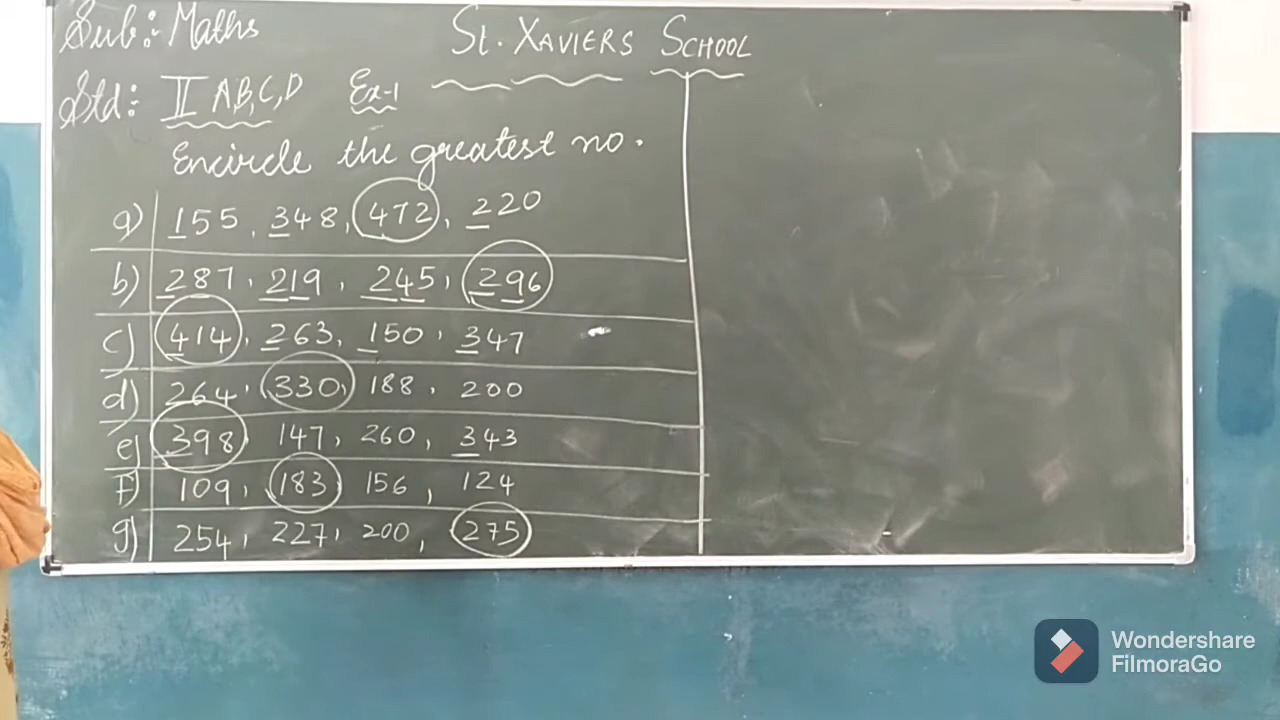 Sub:- Maths
St. XAVIERS SCHOOL
Std:- II A,B,C,D Ex-1
Encircle the greatest no.
a) 155, 348, 472, 220
b) 287, 219, 245, 296
c) 414, 263, 150, 347
d) 264, 330, 188, 200
e) 398 147, 260, 343
f) 109, 183 156, 124
g) 254, 227, 200, 275
Wondershare
FilmoraGo